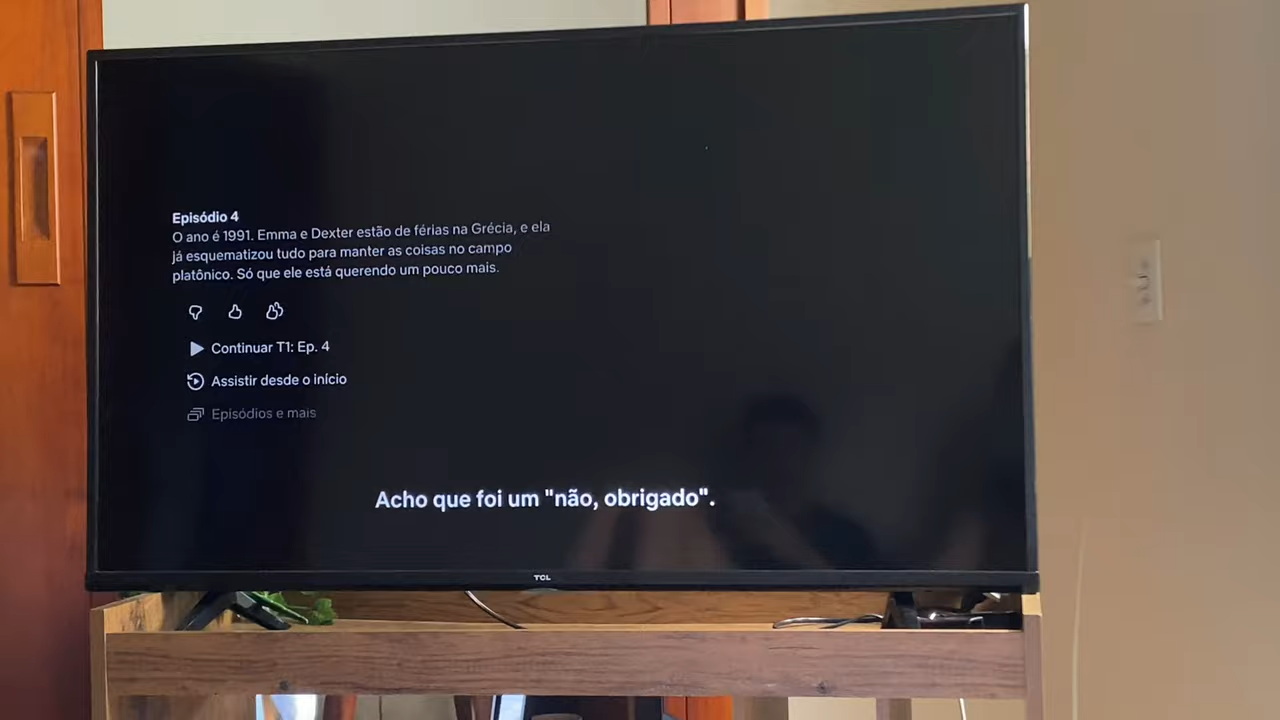 Episódio 4
O ano é 1991. Emma e Dexter estão de férias na Grécia, e ela
já esquematizou tudo para manter as coisas no campo
platônico. Só que ele está querendo um pouco mais.
Continuar T1: Ep. 4
Assistir desde o início
Episódios e mais
Acho que foi um "não, obrigado".
TCL